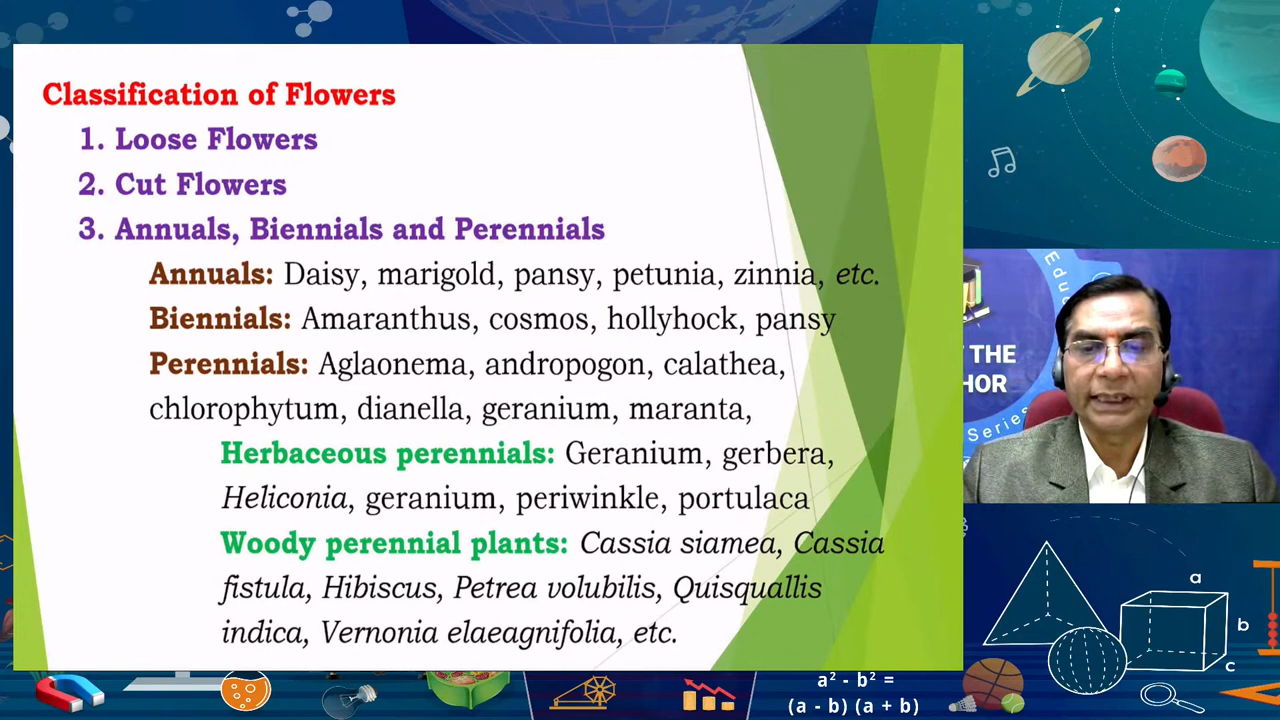 Classification of Flowers
1. Loose Flowers
2. Cut Flowers
3. Annuals, Biennials and Perennials
Annuals: Daisy, marigold, pansy, petunia, zinnia, etc.
Biennials: Amaranthus, cosmos, hollyhock, pansy
Perennials: Aglaonema, andropogon, calathea,
chlorophytum, dianella, geranium, maranta,
Herbaceous perennials: Geranium, gerbera,
Heliconia, geranium, periwinkle, portulaca
Woody perennial plants: Cassia siamea, Cassia
fistula, Hibiscus, Petrea volubilis, Quisquallis
indica, Vernonia elaeagnifolia, etc.
THE
HOR
Series
Edu
a
b
c
a² - b² =
(a - b) (a + b)